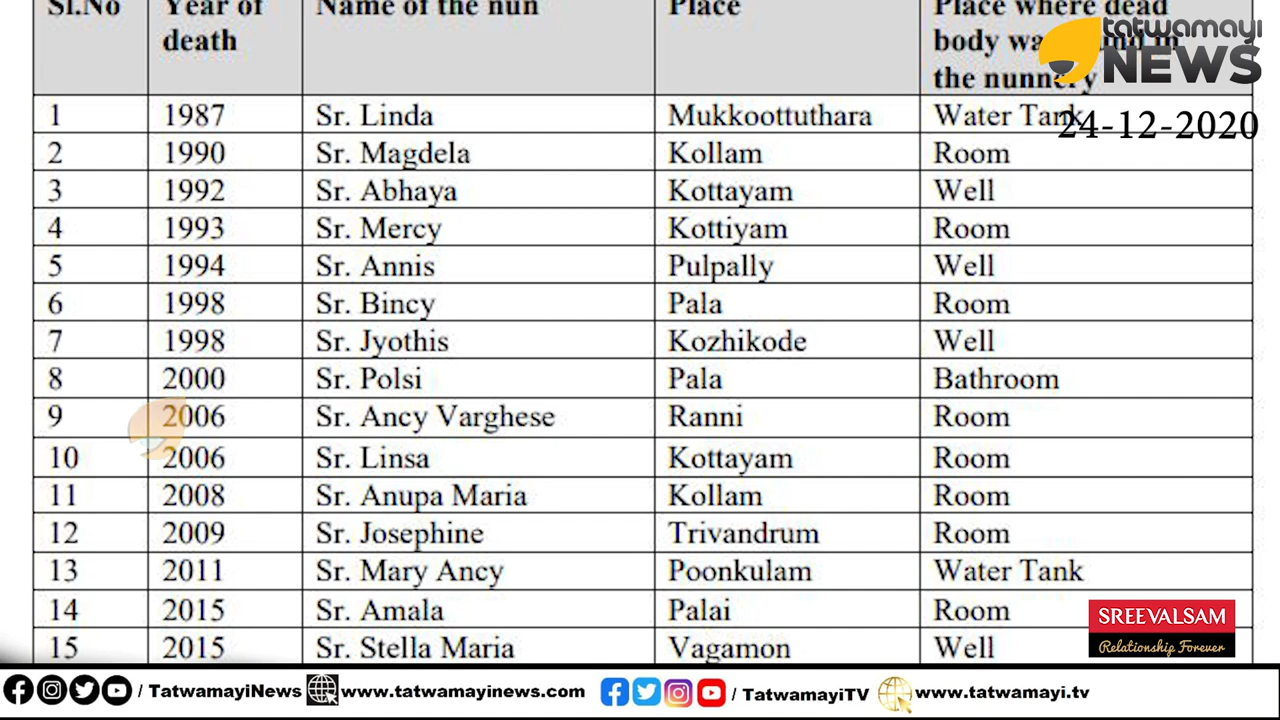 Sl.No Year of Name of the nun Place Place where dead
death body was found in
the nunnery
tatwamayi
NEWS
24-12-2020
1 1987 Sr. Linda Mukkoottuthara Water Tank
2 1990 Sr. Magdela Kollam Room
3 1992 Sr. Abhaya Kottayam Well
4 1993 Sr. Mercy Kottiyam Room
5 1994 Sr. Annis Pulpally Well
6 1998 Sr. Bincy Pala Room
7 1998 Sr. Jyothis Kozhikode Well
8 2000 Sr. Polsi Pala Bathroom
9 2006 Sr. Ancy Varghese Ranni Room
10 2006 Sr. Linsa Kottayam Room
11 2008 Sr. Anupa Maria Kollam Room
12 2009 Sr. Josephine Trivandrum Room
13 2011 Sr. Mary Ancy Poonkulam Water Tank
14 2015 Sr. Amala Palai Room
15 2015 Sr. Stella Maria Vagamon Well
SREEVALSAM
Relationship Forever
/ TatwamayiNews www.tatwamayinews.com / TatwamayiTV www.tatwamayi.tv